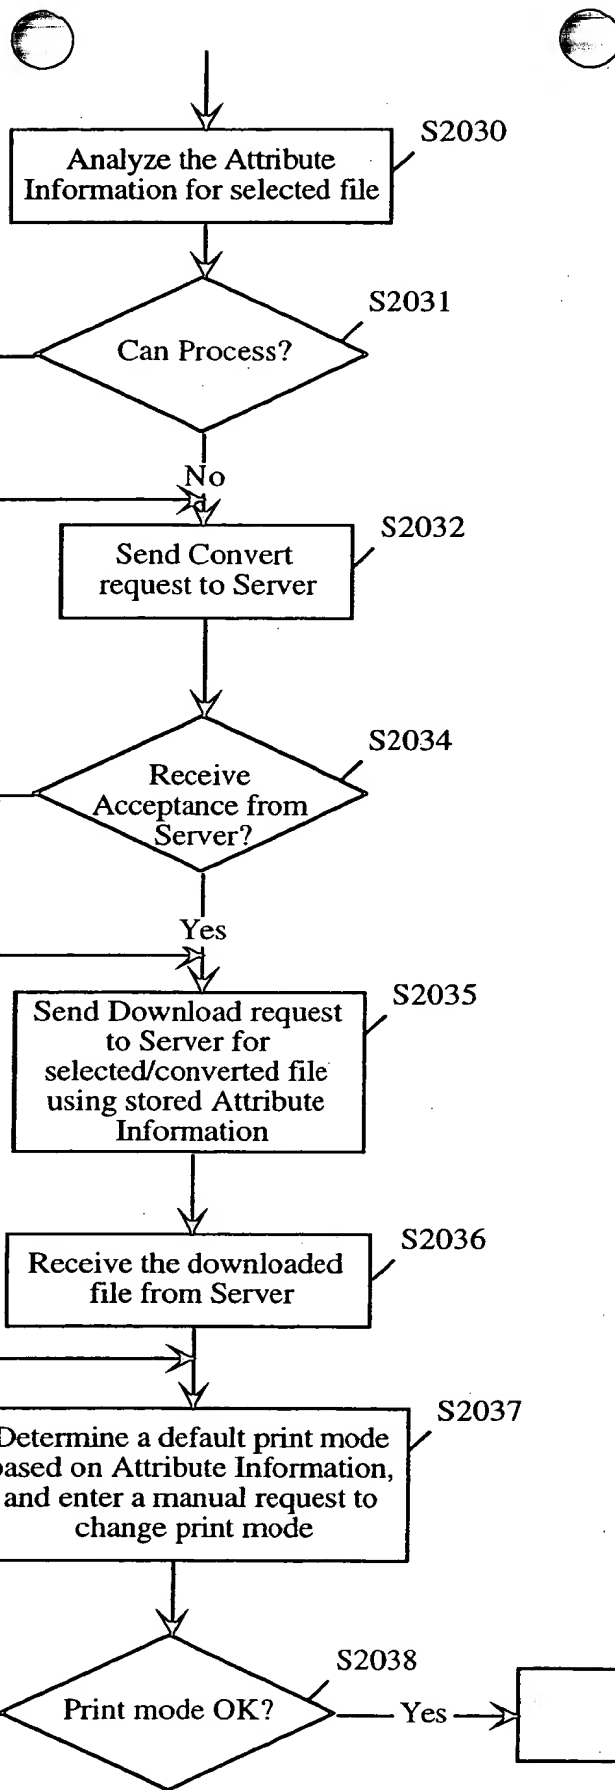 S2030
Analyze the Attribute
Information for selected file
S2031
Can Process?
No
S2032
Send Convert
request to Server
S2034
Receive
Acceptance from
Server?
Yes
S2035
Send Download request
to Server for
selected/converted file
using stored Attribute
Information
S2036
Receive the downloaded
file from Server
S2037
Determine a default print mode
based on Attribute Information,
and enter a manual request to
change print mode
S2038
Print mode OK?
Yes